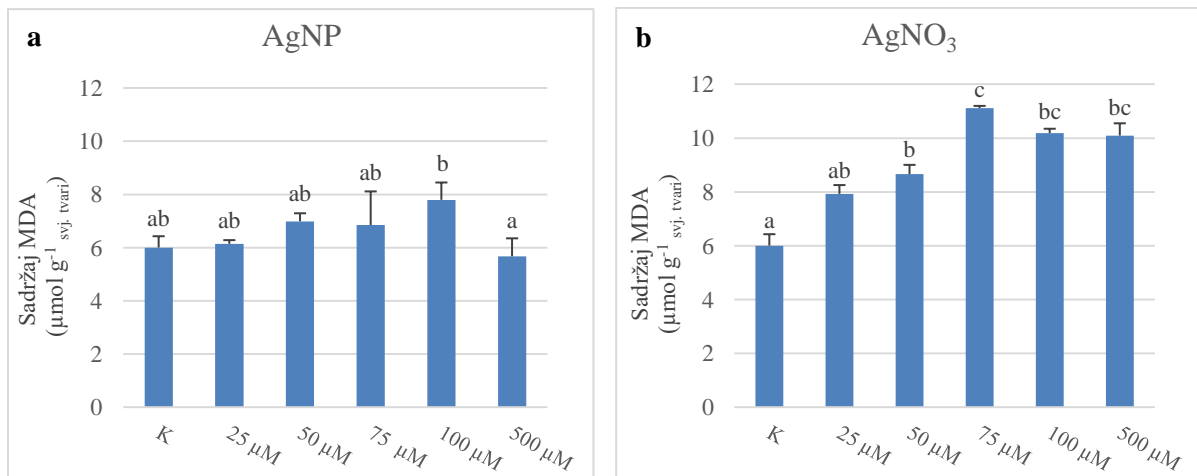 a
AgNP
Sadržaj MDA
(µmol g⁻¹ svj. tvari)
12
10
8
6
4
2
0
ab
ab
ab
ab
b
a
K
25 µM
50 µM
75 µM
100 µM
500 µM
b
AgNO₃
Sadržaj MDA
(µmol g⁻¹ svj. tvari)
12
10
8
6
4
2
0
a
ab
b
c
bc
bc
K
25 µM
50 µM
75 µM
100 µM
500 µM